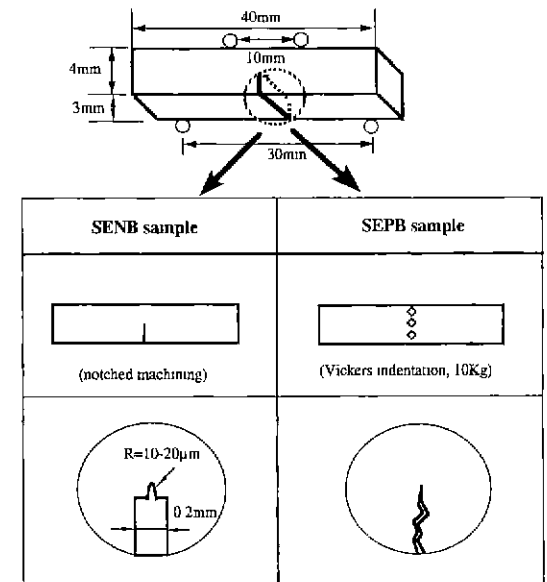 40mm
10mm
4mm
3mm
30mm
SENB sample
SEPB sample
(notched machining)
(Vickers indentation, 10Kg)
R=10-20μm
0 2mm